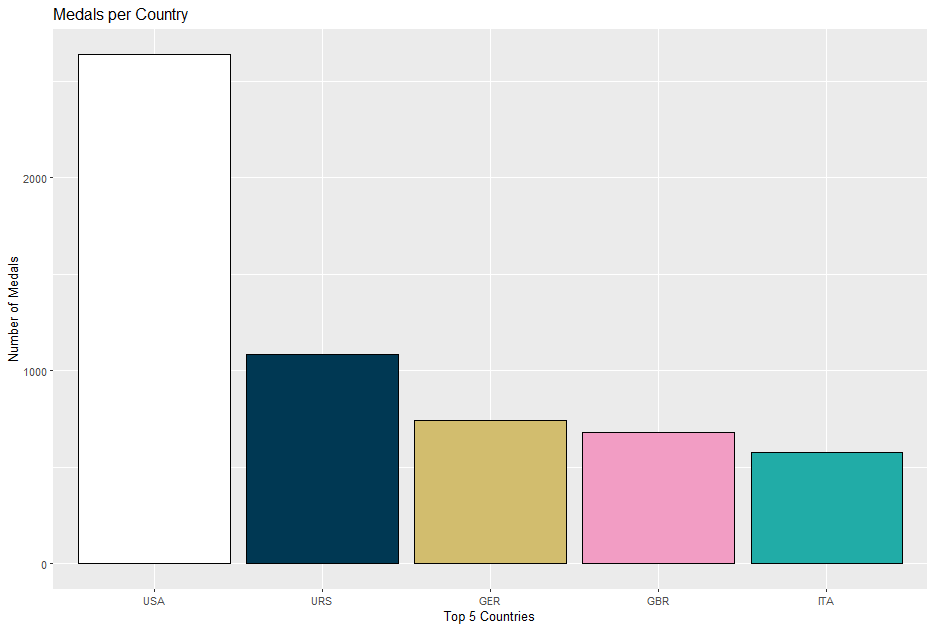 Medals per Country
Number of Medals
2000
1000
0
USA URS GER GBR ITA
Top 5 Countries